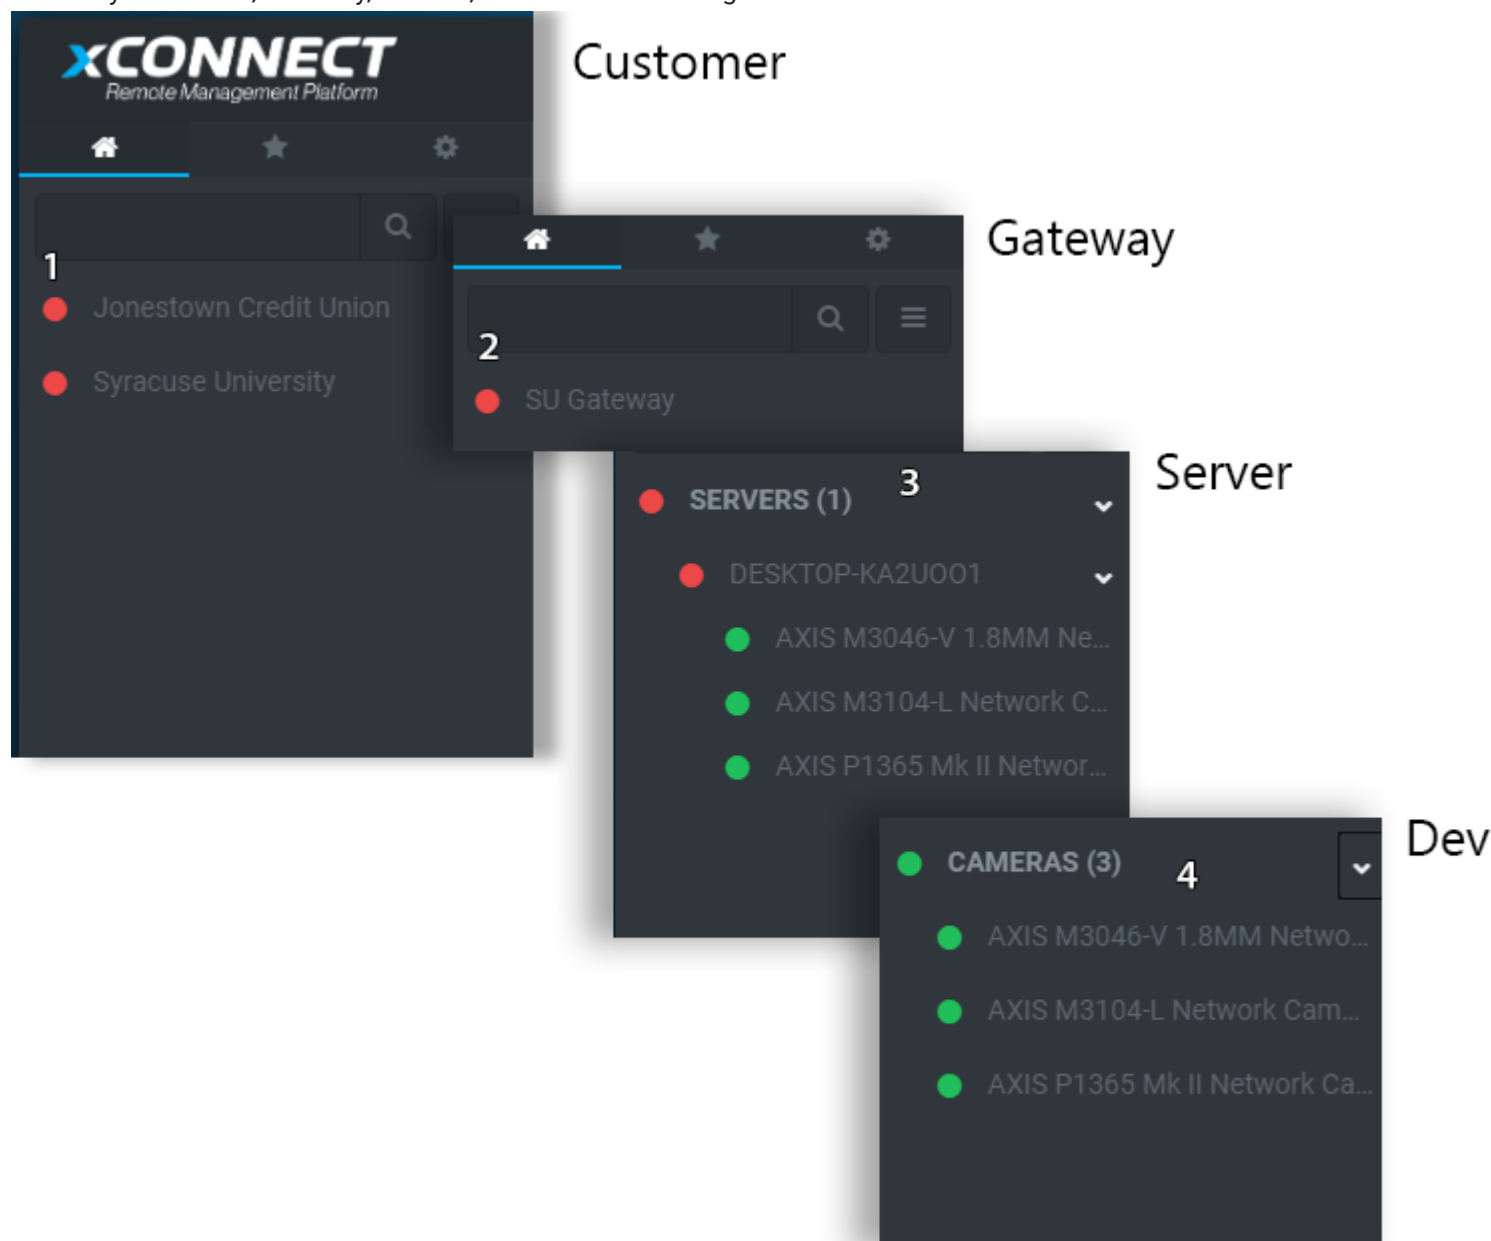 xCONNECT
Remote Management Platform
Customer
1
Jonestown Credit Union
Syracuse University
Gateway
2
SU Gateway
Server
3
SERVERS (1)
DESKTOP-KA2UOO1
AXIS M3046-V 1.8MM Ne...
AXIS M3104-L Network C...
AXIS P1365 Mk II Networ...
Dev
4
CAMERAS (3)
AXIS M3046-V 1.8MM Netwo...
AXIS M3104-L Network Cam...
AXIS P1365 Mk II Network Ca...